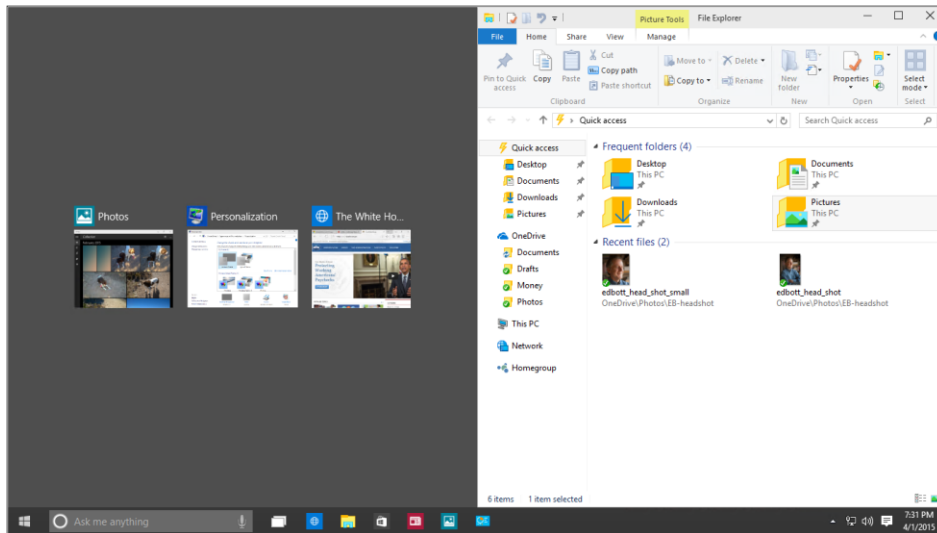 Photos
Personalization
The White Ho...
Picture Tools
File Explorer
File
Home
Share
View
Manage
Pin to Quick access
Copy
Paste
Cut
Copy path
Paste shortcut
Clipboard
Move to
Copy to
Delete
Rename
Organize
New folder
New
Properties
Open
Select mode
Select
Quick access
Search Quick access
Quick access
Desktop
Documents
Downloads
Pictures
OneDrive
Documents
Drafts
Money
Photos
This PC
Network
Homegroup
Frequent folders (4)
Desktop
This PC
Documents
This PC
Downloads
This PC
Pictures
This PC
Recent files (2)
edbott_head_shot_small
OneDrive\Photos\EB-headshot
edbott_head_shot
OneDrive\Photos\EB-headshot
6 items
1 item selected
Ask me anything
7:31 PM
4/1/2015